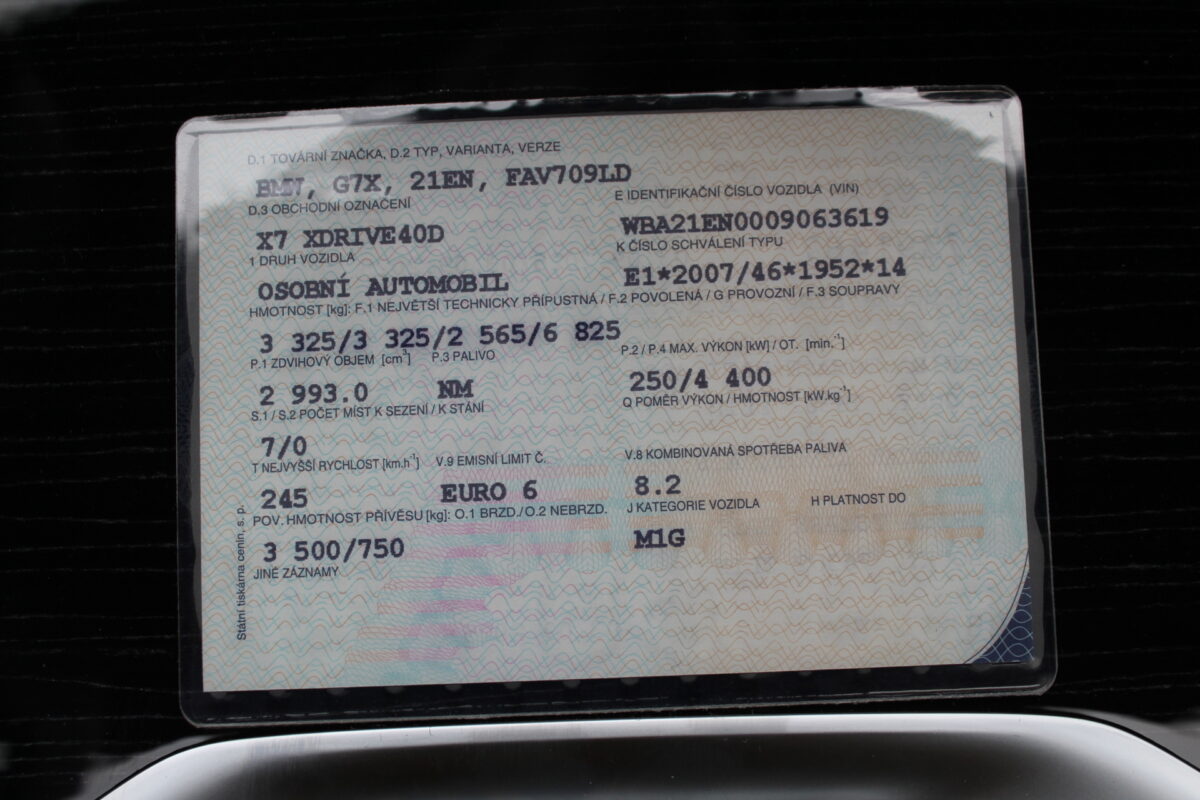 D.1 TOVÁRNÍ ZNAČKA, D.2 TYP, VARIANTA, VERZE
BMW, G7X, 21EN, FAV709LD
D.3 OBCHODNÍ OZNAČENÍ E IDENTIFIKAČNÍ ČÍSLO VOZIDLA (VIN)
X7 XDRIVE40D WBA21EN0009063619
1 DRUH VOZIDLA K ČÍSLO SCHVÁLENÍ TYPU
OSOBNÍ AUTOMOBIL E1*2007/46*1952*14
HMOTNOST [kg]: F.1 NEJVĚTŠÍ TECHNICKY PŘÍPUSTNÁ / F.2 POVOLENÁ / G PROVOZNÍ / F.3 SOUPRAVY
3 325/3 325/2 565/6 825
P.1 ZDVIHOVÝ OBJEM [cm³] P.3 PALIVO P.2 / P.4 MAX. VÝKON [kW] / OT. [min.⁻¹]
2 993.0 NM 250/4 400
S.1 / S.2 POČET MÍST K SEZENÍ / K STÁNÍ Q POMĚR VÝKON / HMOTNOST [kW.kg⁻¹]
7/0
T NEJVYŠŠÍ RYCHLOST [km.h⁻¹] V.9 EMISNÍ LIMIT Č. V.8 KOMBINOVANÁ SPOTŘEBA PALIVA
245 EURO 6 8.2
POV. HMOTNOST PŘÍVĚSU [kg]: O.1 BRZD./O.2 NEBRZD. J KATEGORIE VOZIDLA H PLATNOST DO
3 500/750 M1G
JINÉ ZÁZNAMY
Státní tiskárna cenin, s. p.